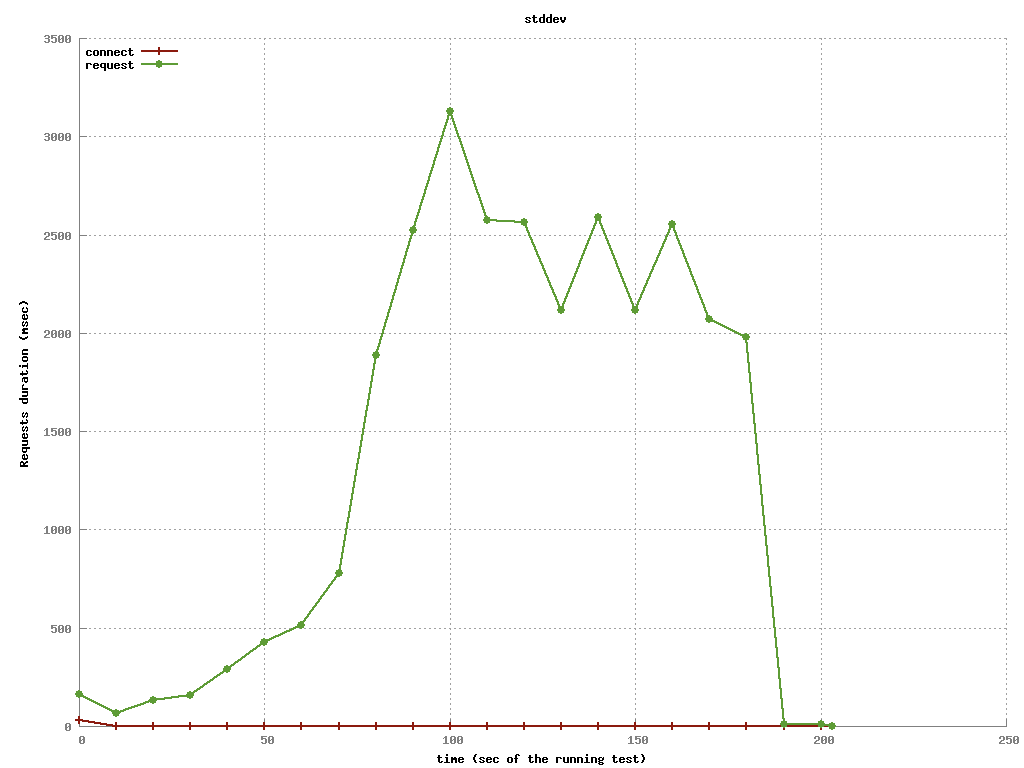 stddev
connect
request
3500
3000
2500
2000
1500
1000
500
0
Requests duration (msec)
0 50 100 150 200 250
time (sec of the running test)